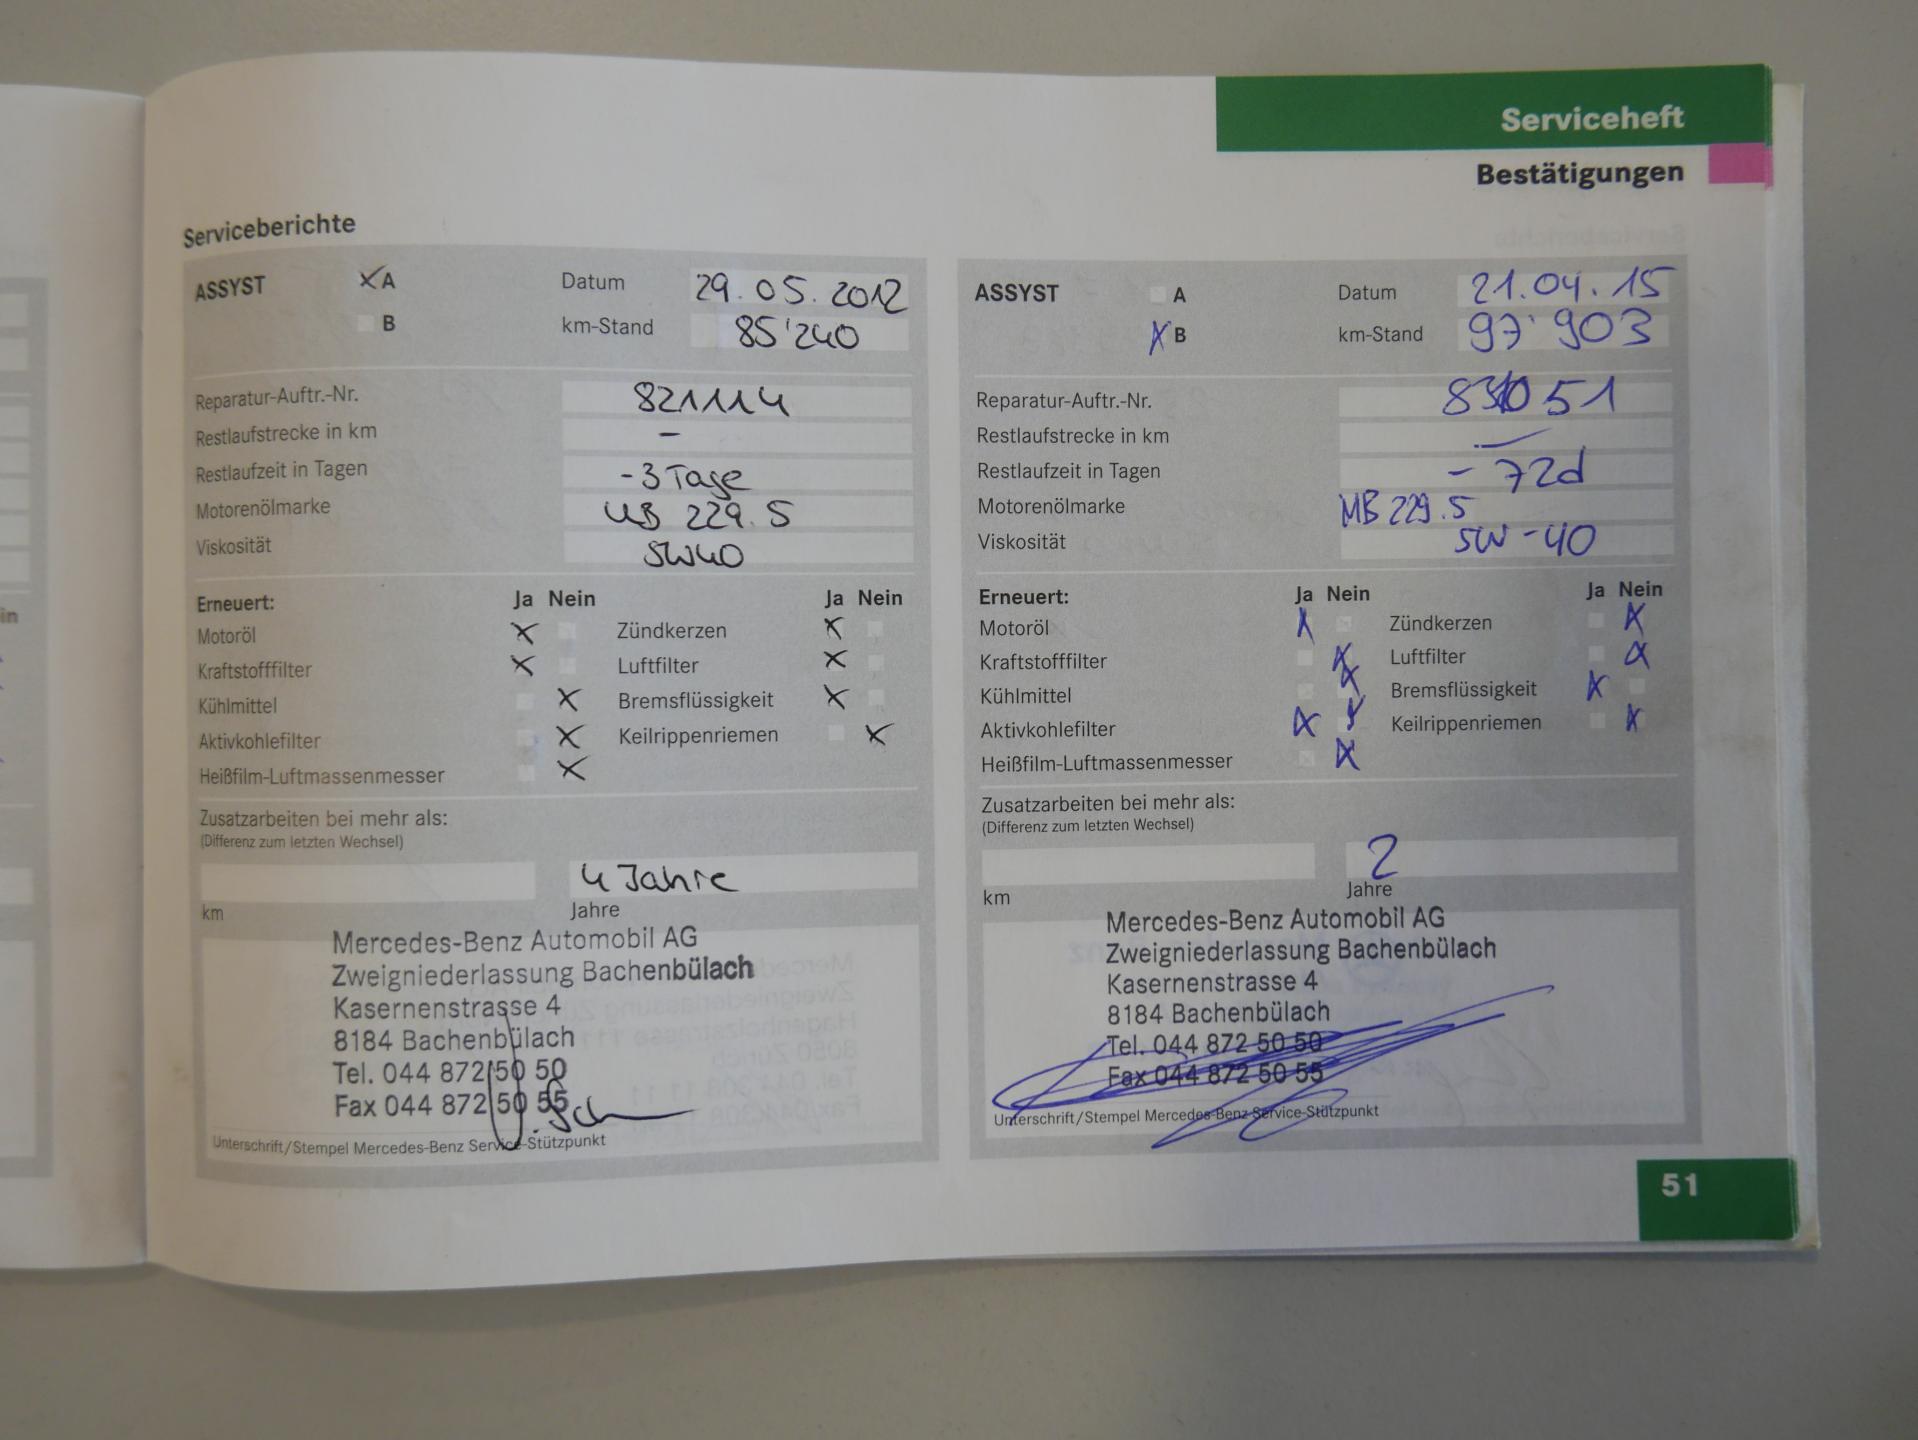 Serviceheft
Bestätigungen
Serviceberichte
ASSYST
X A
B
Datum 29.05.2012
km-Stand 85'240
Reparatur-Auftr.-Nr. 821114
Restlaufstrecke in km -
Restlaufzeit in Tagen -3 Tage
Motorenölmarke MB 229.5
Viskosität 5W40
Erneuert: Ja Nein Ja Nein
Motoröl X Zündkerzen X
Kraftstofffilter X Luftfilter X
Kühlmittel X Bremsflüssigkeit X
Aktivkohlefilter X Keilrippenriemen X
Heißfilm-Luftmassenmesser X
Zusatzarbeiten bei mehr als:
(Differenz zum letzten Wechsel)
4 Jahre
km Jahre
Mercedes-Benz Automobil AG
Zweigniederlassung Bachenbülach
Kasernenstrasse 4
8184 Bachenbülach
Tel. 044 872 50 50
Fax 044 872 50 55
Unterschrift/Stempel Mercedes-Benz Service-Stützpunkt
ASSYST
A
X B
Datum 21.04.15
km-Stand 97'903
Reparatur-Auftr.-Nr.
Restlaufstrecke in km -
Restlaufzeit in Tagen - 72d
Motorenölmarke MB 229.5
Viskosität 5W-40
Erneuert: Ja Nein Ja Nein
Motoröl X Zündkerzen X
Kraftstofffilter X Luftfilter X
Kühlmittel X Bremsflüssigkeit X
Aktivkohlefilter X X Keilrippenriemen X
Heißfilm-Luftmassenmesser X
Zusatzarbeiten bei mehr als:
(Differenz zum letzten Wechsel)
2
km Jahre
Mercedes-Benz Automobil AG
Zweigniederlassung Bachenbülach
Kasernenstrasse 4
8184 Bachenbülach
Tel. 044 872 50 50
Fax 044 872 50 55
Unterschrift/Stempel Mercedes-Benz Service-Stützpunkt
51